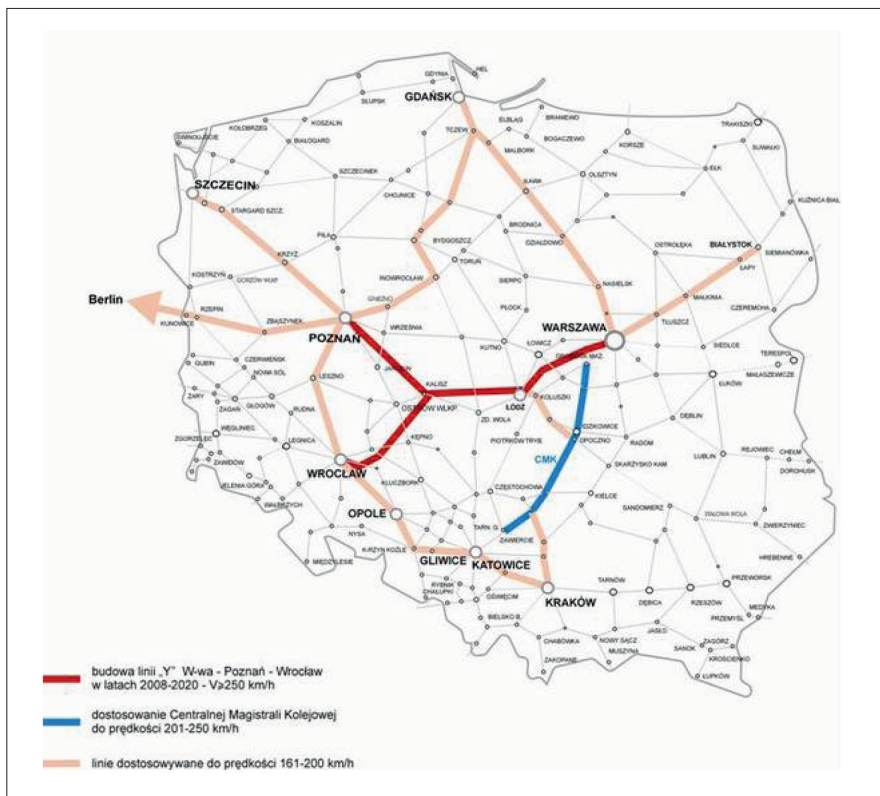 HEL
GDYNIA
GDAŃSK
SŁUPSK
KOSZALIN
KOŁOBRZEG
BIAŁOGARD
ŚWINOUJŚCIE
TCZEW
ELBLĄG
BRANIEWO
BOGACZEWO
MALBORK
KORSZE
TRAKISZKI
SUWAŁKI
EŁK
OLSZTYN
IŁAWA
SZCZECINEK
CHOJNICE
SZCZECIN
STARGARD SZCZ.
KUŹNICA BIAŁ.
BRODNICA
DZIAŁDOWO
PIŁA
BYDGOSZCZ
TORUŃ
OSTROŁĘKA
BIAŁYSTOK
SIEMIANÓWKA
ŁAPY
KRZYŻ
KOSTRZYN
GORZÓW WLKP.
INOWROCŁAW
SIERPC
NASIELSK
MAŁKINIA
CZEREMCHA
Berlin
RZEPIN
KUNOWICE
ZBĄSZYNEK
GNIEZNO
POZNAŃ
WRZEŚNIA
PŁOCK
KUTNO
ŁOWICZ
WARSZAWA
TŁUSZCZ
SIEDLCE
TERESPOL
MAŁASZEWICZE
ŁUKÓW
GUBIN
CZERWIEŃSK
NOWA SÓL
LESZNO
KALISZ
OSTRÓW WLKP.
ŁÓDŹ
KOLUSZKI
ŻARY
ŻAGAŃ
GŁOGÓW
RUDNA
ZD. WOLA
PIOTRKÓW TRYB.
OPOCZNO
RADOM
DĘBLIN
LUBLIN
REJOWIEC
CHEŁM
DOROHUSK
ZGORZELEC
WĘGLINIEC
ZAWIDÓW
LEGNICA
WROCŁAW
KĘPNO
KLUCZBORK
CZĘSTOCHOWA
CMK
SKARŻYSKO KAM.
KIELCE
SANDOMIERZ
STALOWA WOLA
ZWIERZYNIEC
HREBENNE
JELENIA GÓRA
WAŁBRZYCH
OPOLE
NYSA
MIĘDZYLESIE
TARN. G.
ZAWIERCIE
K-RZYN KOŹLE
GLIWICE
KATOWICE
RYBNIK
CHAŁUPKI
OŚWIĘCIM
BIELSKO B.
KRAKÓW
TARNÓW
DĘBICA
RZESZÓW
PRZEWORSK
MEDYKA
PRZEMYŚL
CHABÓWKA
ZAKOPANE
NOWY SĄCZ
MUSZYNA
JASŁO
SANOK
ZAGÓRZ
KROŚCIENKO
ŁUPKÓW
budowa linii „Y” W-wa - Poznań - Wrocław
w latach 2008-2020 - V≥250 km/h
dostosowanie Centralnej Magistrali Kolejowej
do prędkości 201-250 km/h
linie dostosowywane do prędkości 161-200 km/h